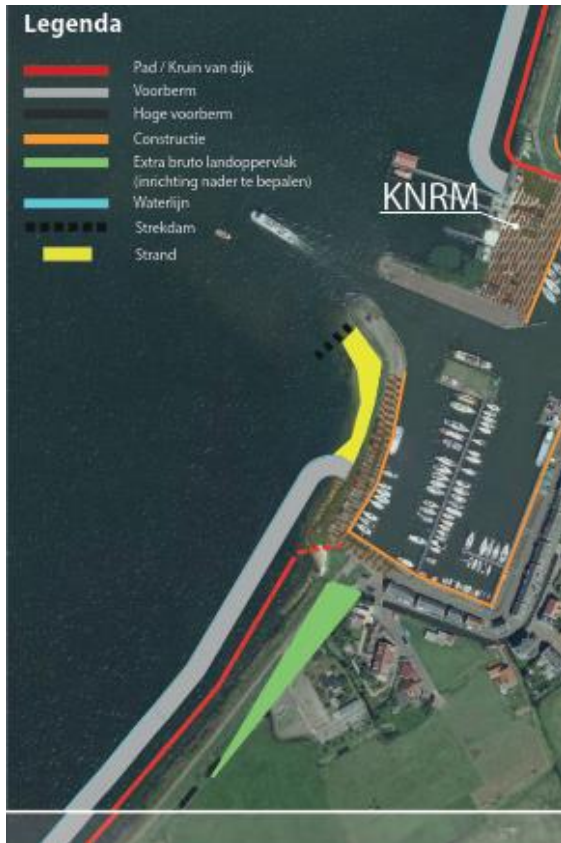 Legenda
Pad / Kruin van dijk
Voorberm
Hoge voorberm
Constructie
Extra bruto landoppervlak
(inrichting nader te bepalen)
Waterlijn
Strekdam
Strand
KNRM